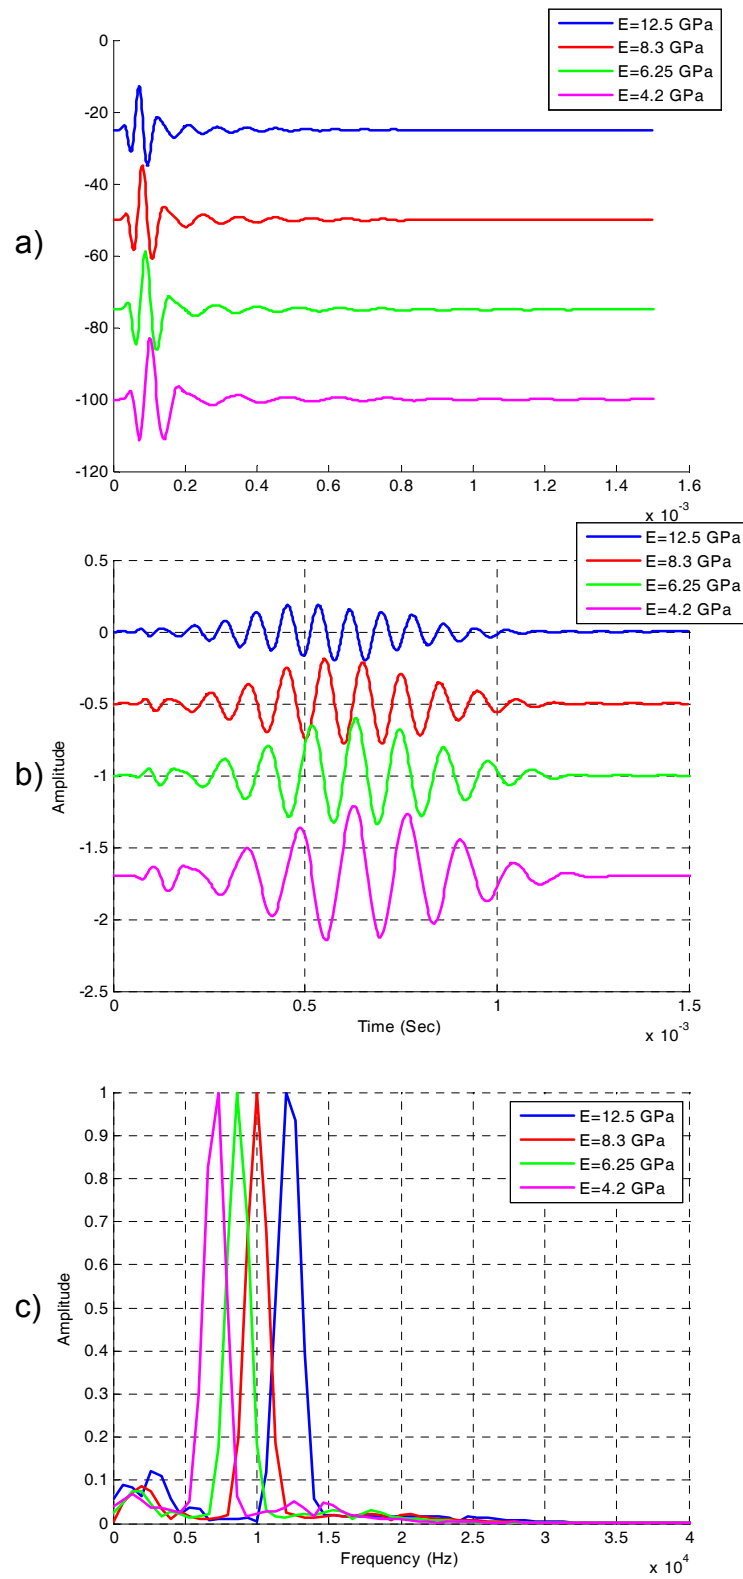 E=12.5 GPa
E=8.3 GPa
E=6.25 GPa
E=4.2 GPa
0
-20
-40
-60
-80
-100
-120
a)
0 0.2 0.4 0.6 0.8 1 1.2 1.4 1.6
x 10-3
E=12.5 GPa
E=8.3 GPa
E=6.25 GPa
E=4.2 GPa
0.5
0
-0.5
-1
-1.5
-2
-2.5
b)
Amplitude
0 0.5 1 1.5
Time (Sec)
x 10-3
E=12.5 GPa
E=8.3 GPa
E=6.25 GPa
E=4.2 GPa
1
0.9
0.8
0.7
0.6
0.5
0.4
0.3
0.2
0.1
0
c)
Amplitude
0 0.5 1 1.5 2 2.5 3 3.5 4
Frequency (Hz)
x 10 4